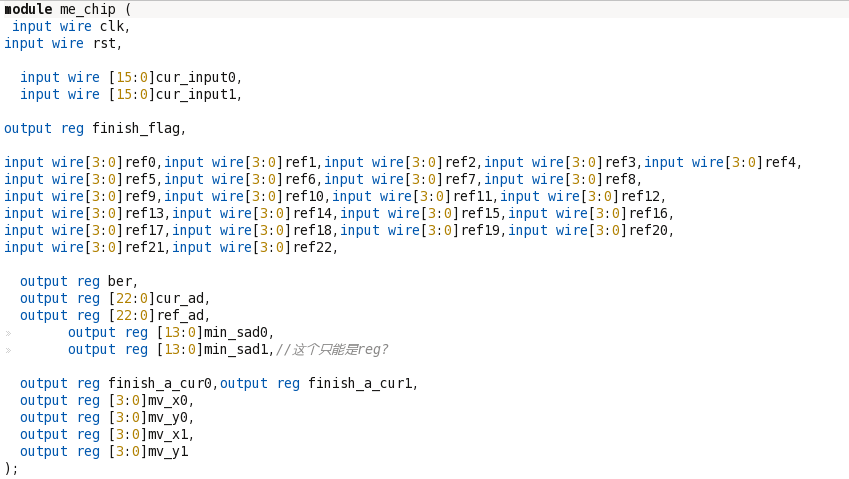 module me_chip (
input wire clk,
input wire rst,
input wire [15:0]cur_input0,
input wire [15:0]cur_input1,
output reg finish_flag,
input wire[3:0]ref0,input wire[3:0]ref1,input wire[3:0]ref2,input wire[3:0]ref3,input wire[3:0]ref4,
input wire[3:0]ref5,input wire[3:0]ref6,input wire[3:0]ref7,input wire[3:0]ref8,
input wire[3:0]ref9,input wire[3:0]ref10,input wire[3:0]ref11,input wire[3:0]ref12,
input wire[3:0]ref13,input wire[3:0]ref14,input wire[3:0]ref15,input wire[3:0]ref16,
input wire[3:0]ref17,input wire[3:0]ref18,input wire[3:0]ref19,input wire[3:0]ref20,
input wire[3:0]ref21,input wire[3:0]ref22,
output reg ber,
output reg [22:0]cur_ad,
output reg [22:0]ref_ad,
» output reg [13:0]min_sad0,
» output reg [13:0]min_sad1,//这个只能是reg?
output reg finish_a_cur0,output reg finish_a_cur1,
output reg [3:0]mv_x0,
output reg [3:0]mv_y0,
output reg [3:0]mv_x1,
output reg [3:0]mv_y1
);